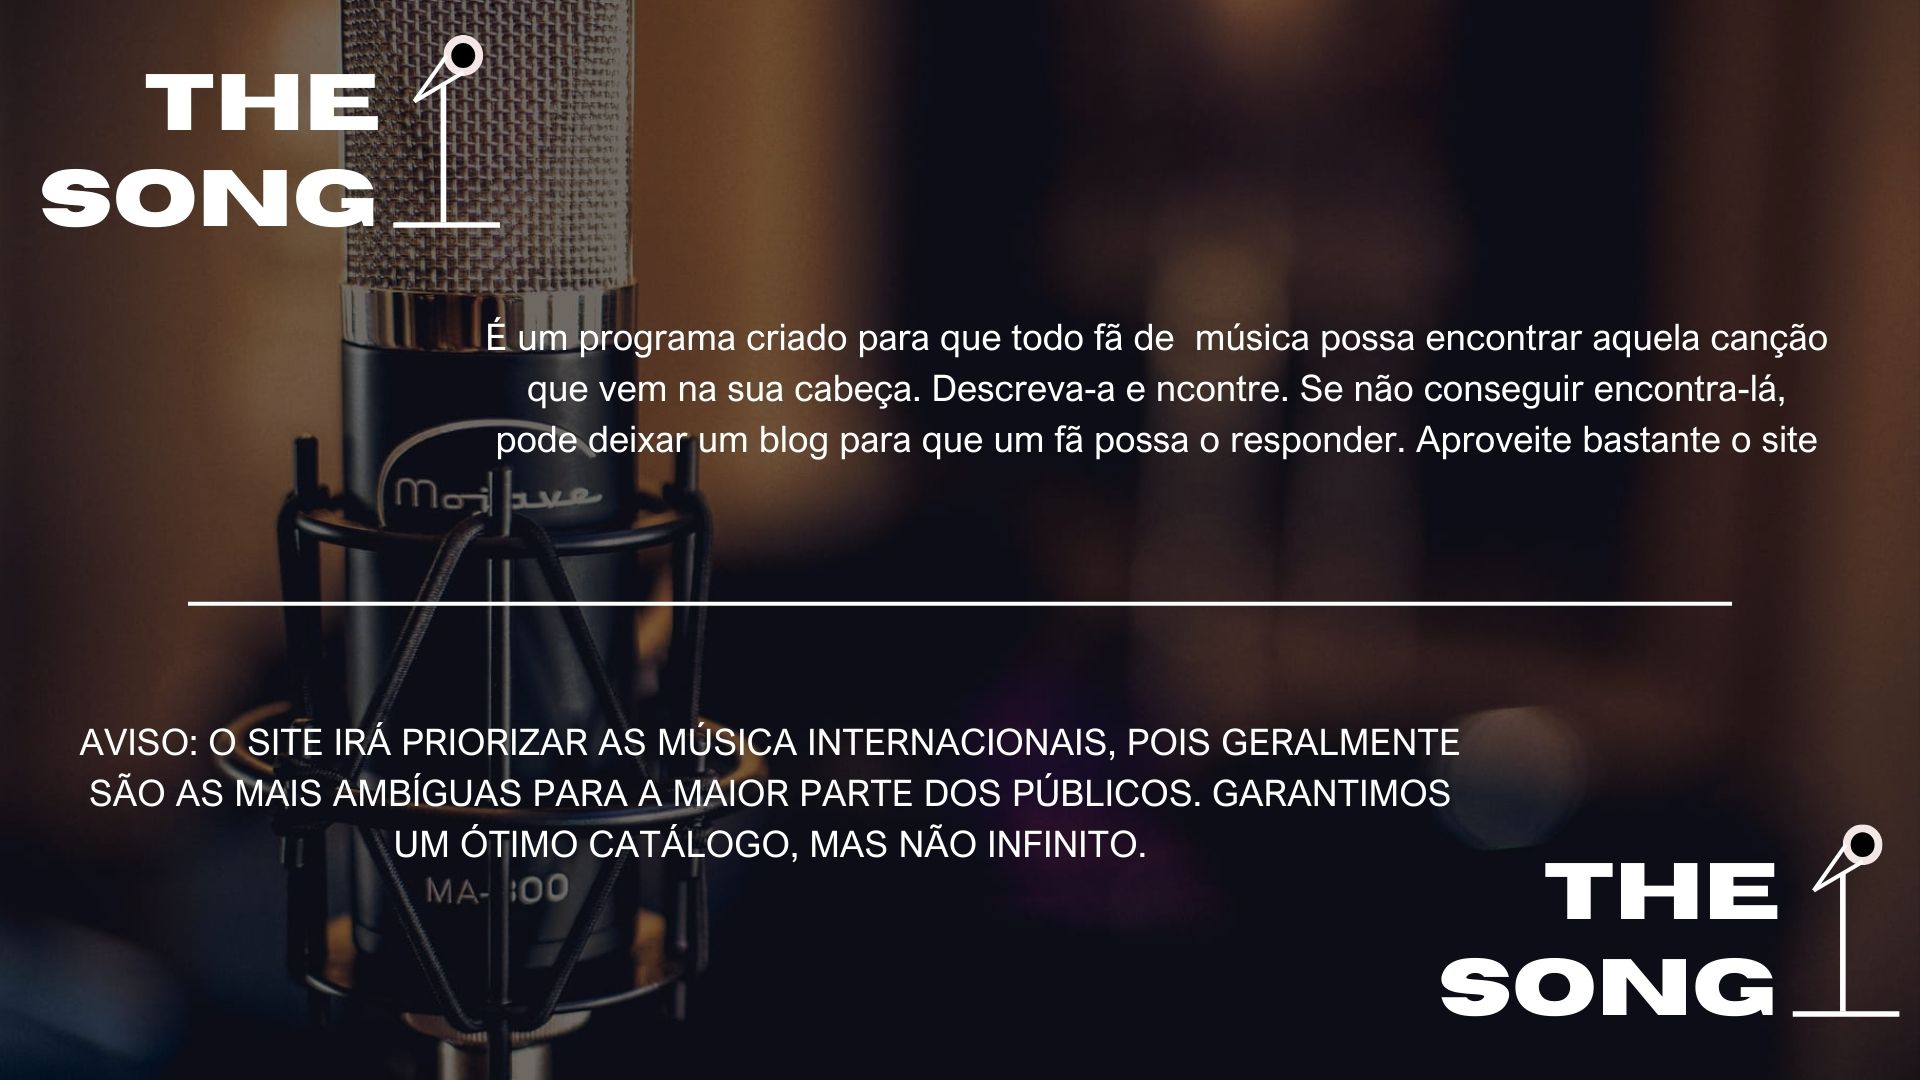 THE
SONG
É um programa criado para que todo fã de  música possa encontrar aquela canção
que vem na sua cabeça. Descreva-a e ncontre. Se não conseguir encontra-lá,
pode deixar um blog para que um fã possa o responder. Aproveite bastante o site
Mojave
AVISO: O SITE IRÁ PRIORIZAR AS MÚSICA INTERNACIONAIS, POIS GERALMENTE
SÃO AS MAIS AMBÍGUAS PARA A MAIOR PARTE DOS PÚBLICOS. GARANTIMOS
UM ÓTIMO CATÁLOGO, MAS NÃO INFINITO.
THE
SONG